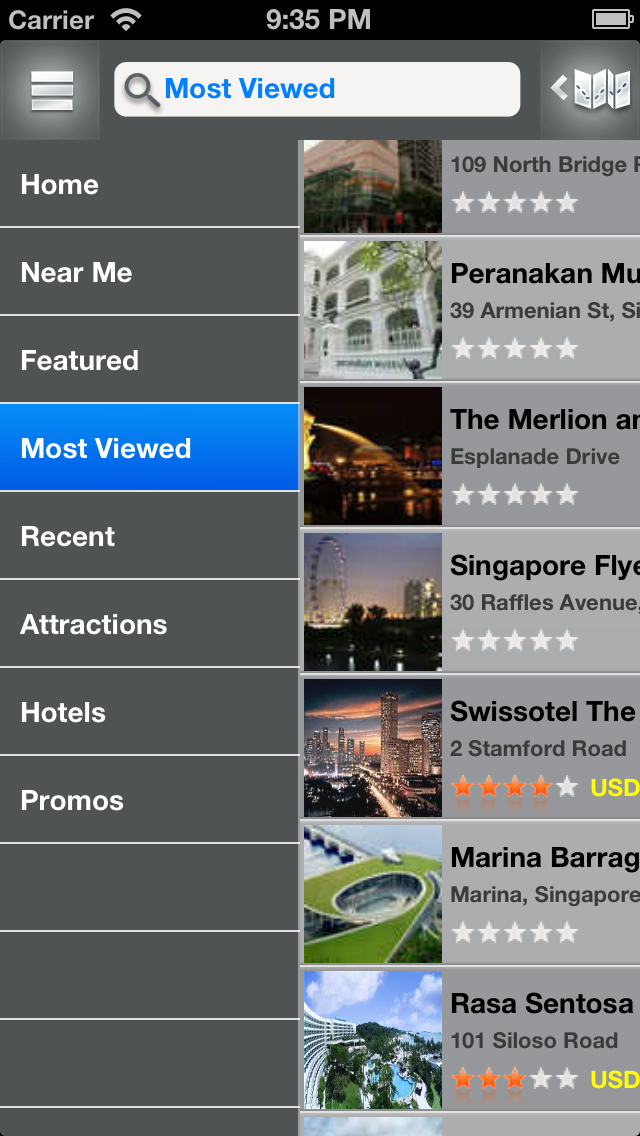 Carrier 9:35 PM
Most Viewed
Home
Near Me
Featured
Most Viewed
Recent
Attractions
Hotels
Promos
109 North Bridge
Peranakan Mu
39 Armenian St, Si
The Merlion an
Esplanade Drive
Singapore Flye
30 Raffles Avenue,
Swissotel The
2 Stamford Road
USD
Marina Barrag
Marina, Singapore
Rasa Sentosa
101 Siloso Road
USD